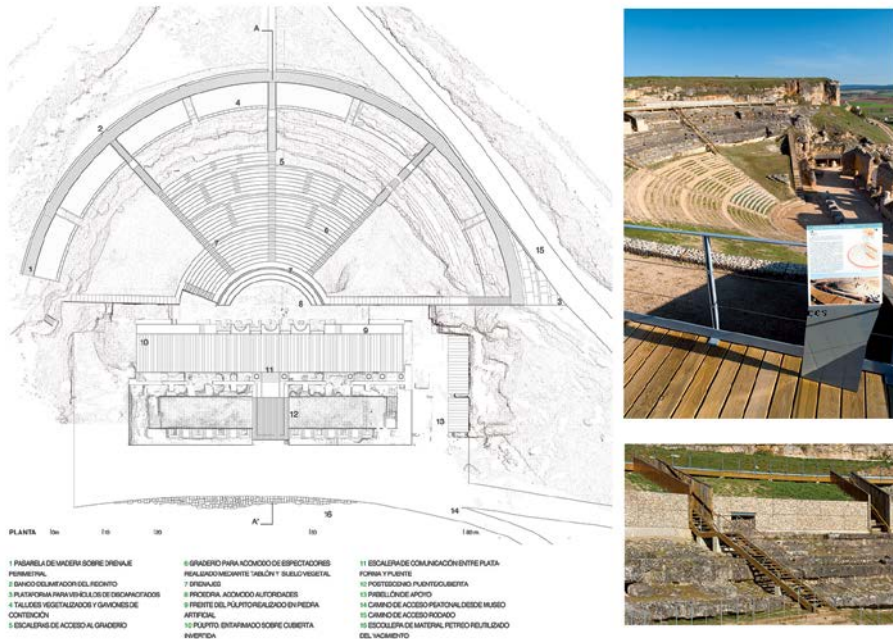 A
4
2
5
6
7
7
1
15
8
3
9
10
11
12
13
14
16
A'
PLANTA
1 PASARELA DE MADERA SOBRE DRENAJE
PERIMETRAL
2 BANCO DELIMITADOR DEL RECINTO
3 PLATAFORMA PARA VEHÍCULOS DE DISCAPACITADOS
4 TALUDES VEGETALIZADOS Y GAVIONES DE
CONTENCIÓN
5 ESCALERAS DE ACCESO AL GRADERÍO
6 GRADERÍO PARA ACOMODO DE ESPECTADORES
REALIZADO MEDIANTE TABLÓN Y SUELO VEGETAL
7 DRENAJES
8 PROEDRIA. ACOMODO AUTORIDADES
9 FRENTE DEL PÚLPITO REALIZADO EN PIEDRA
ARTIFICIAL
10 PÚLPITO: ENTARIMADO SOBRE CUBIERTA
INVERTIDA
11 ESCALERA DE COMUNICACIÓN ENTRE PLATA-
FORMA Y PUENTE
12 POSTESCENIO: PUENTE/CUBIERTA
13 PABELLÓN DE APOYO
14 CAMINO DE ACCESO PEATONAL DESDE MUSEO
15 CAMINO DE ACCESO RODADO
16 ESCOLLERA DE MATERIAL PÉTREO REUTILIZADO
DEL YACIMIENTO